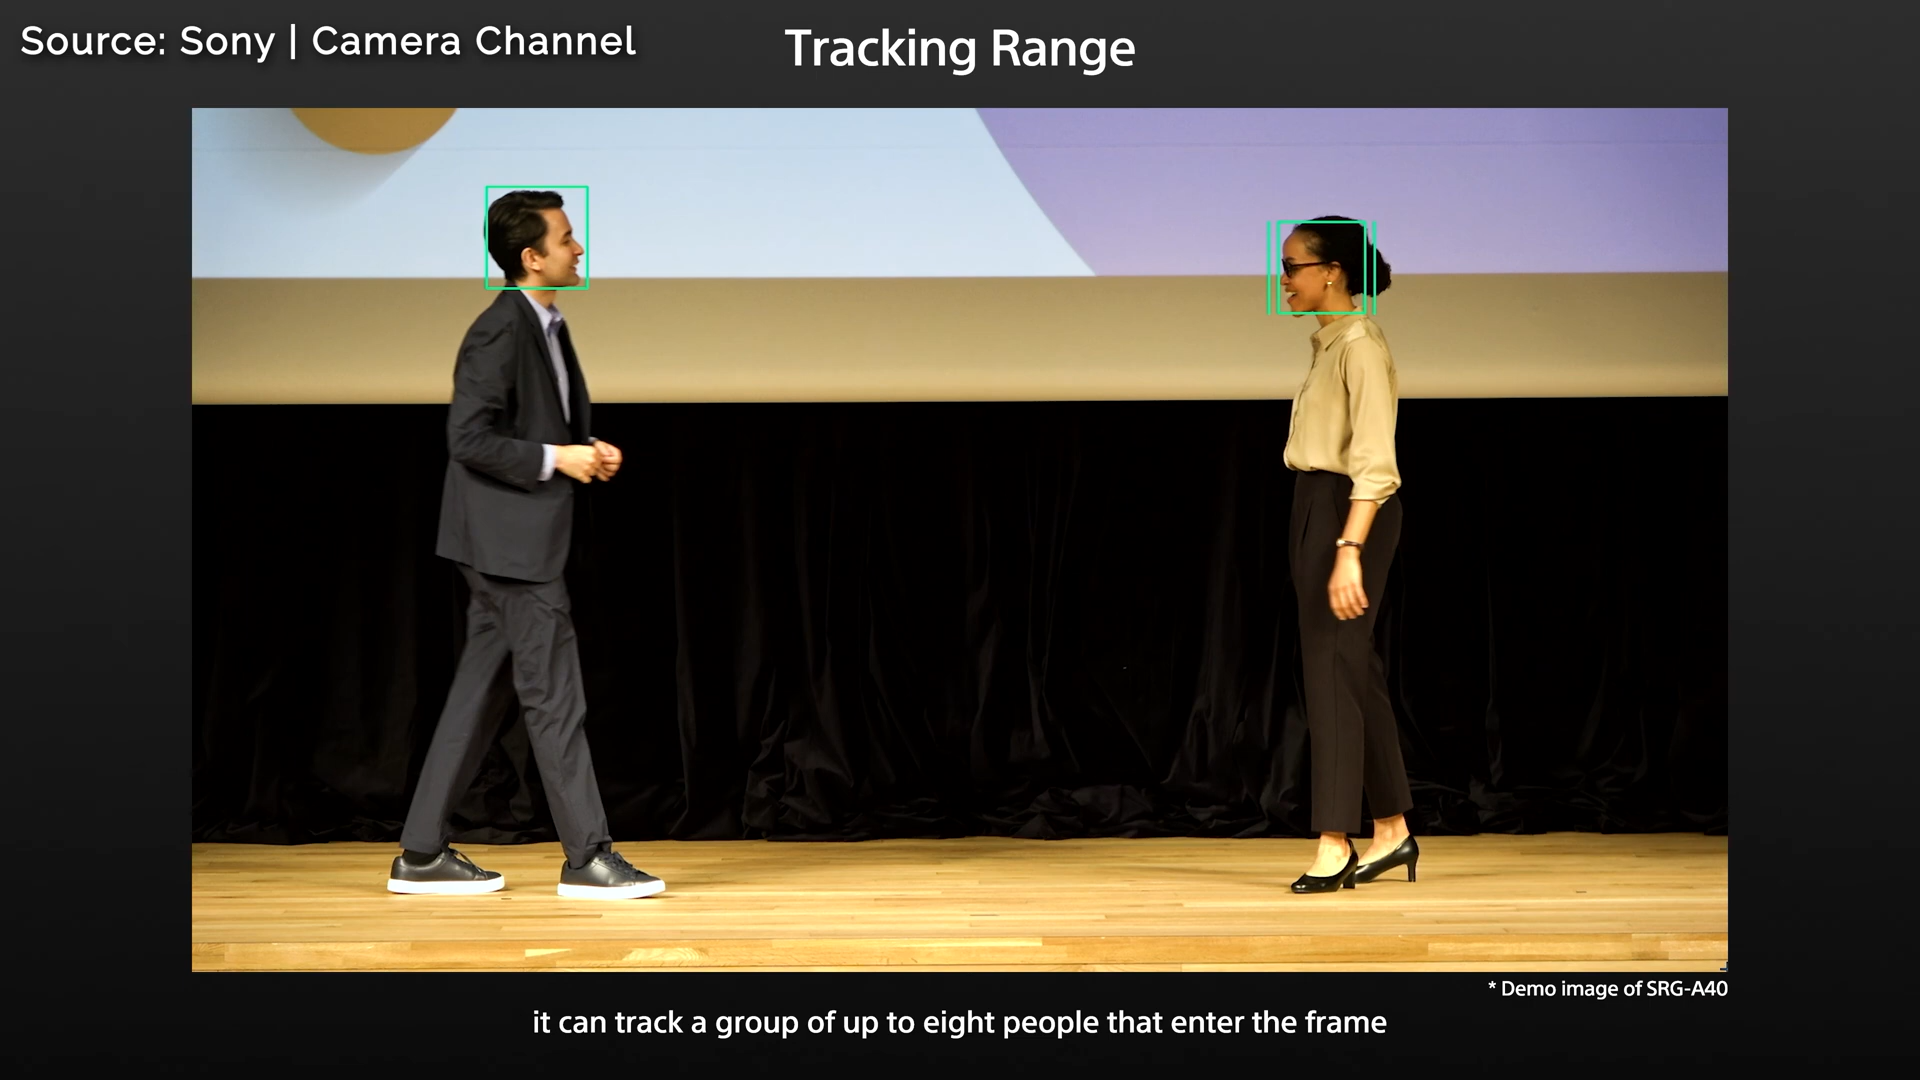 Source: Sony | Camera Channel
Tracking Range
* Demo image of SRG-A40
it can track a group of up to eight people that enter the frame